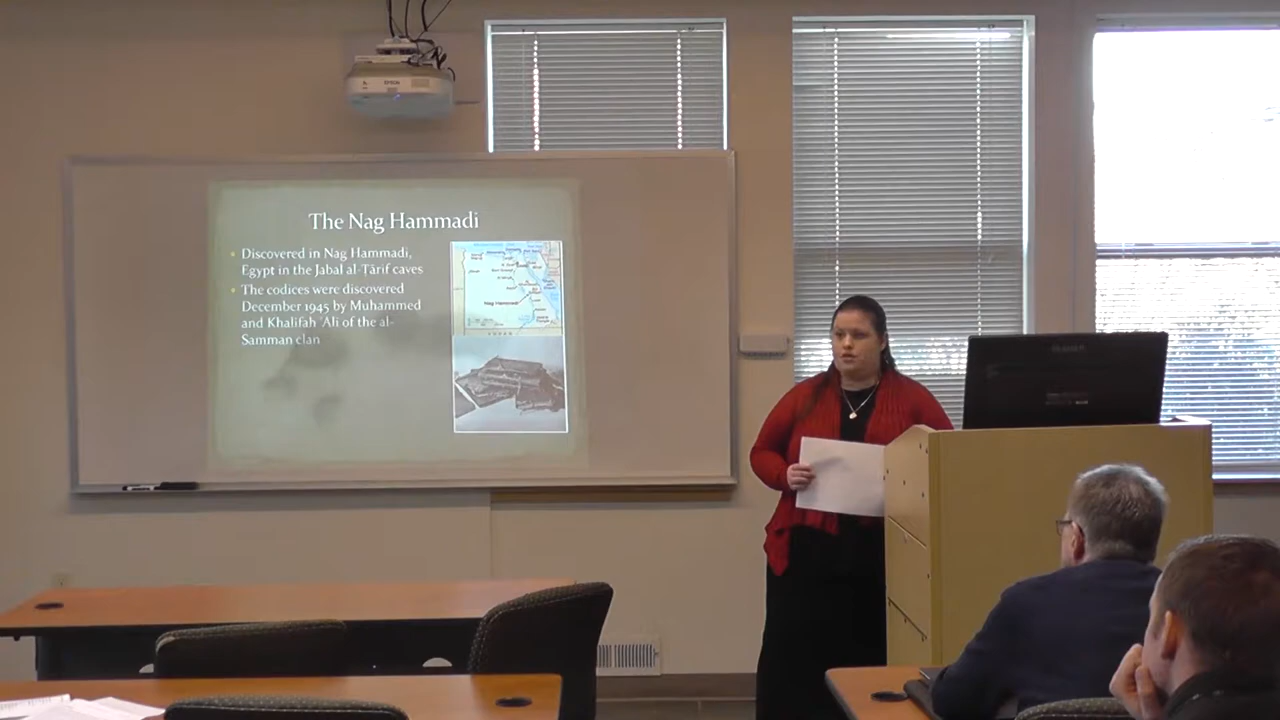 The Nag Hammadi
Discovered in Nag Hammadi,
Egypt in the Jabal al-Tārif caves
The codices were discovered
December 1945 by Muhammed
and Khalifah ʿAli of the al-
Samman clan
Nag Hammadi